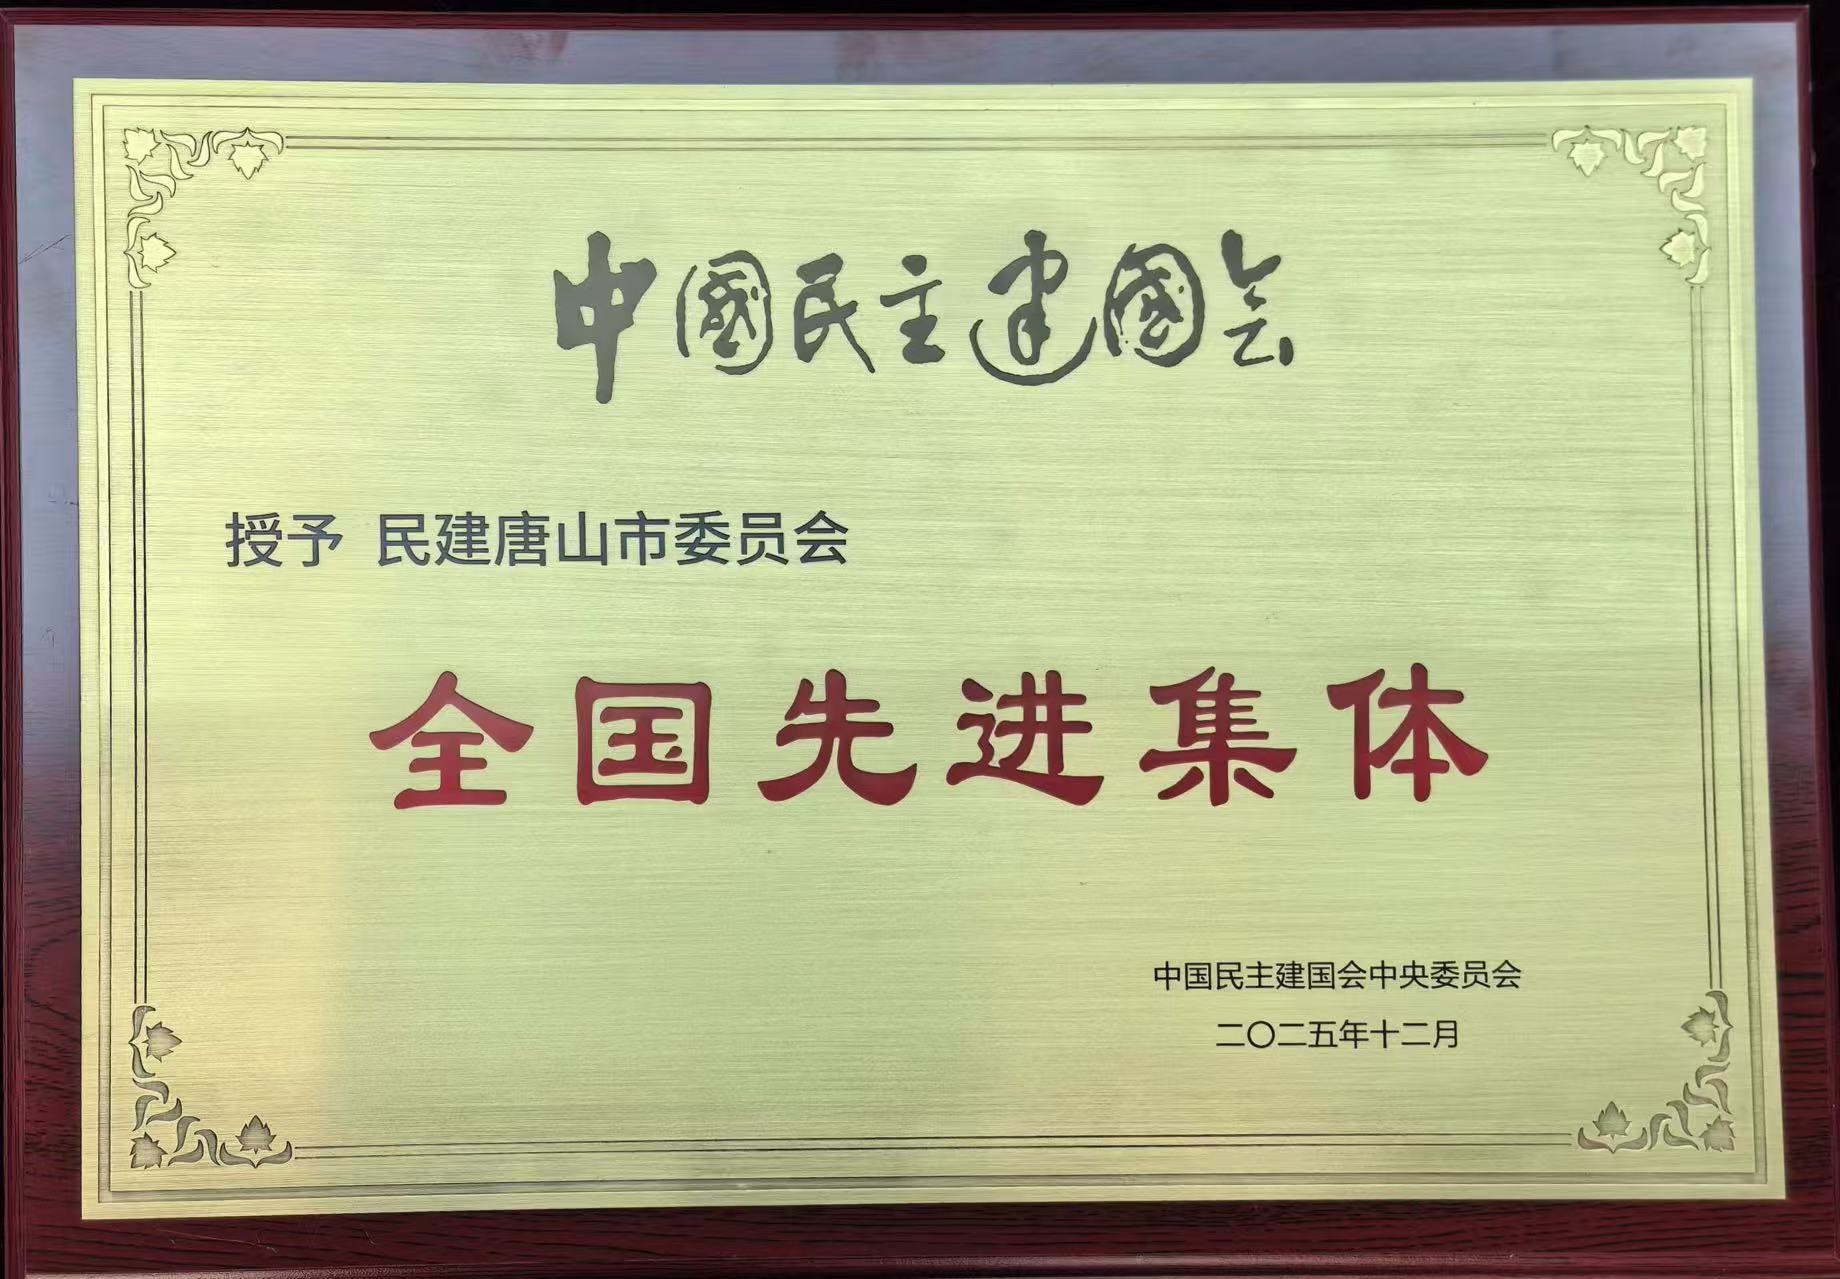 中國民主建國会
授予 民建唐山市委员会
全国先进集体
中国民主建国会中央委员会
二〇二五年十二月